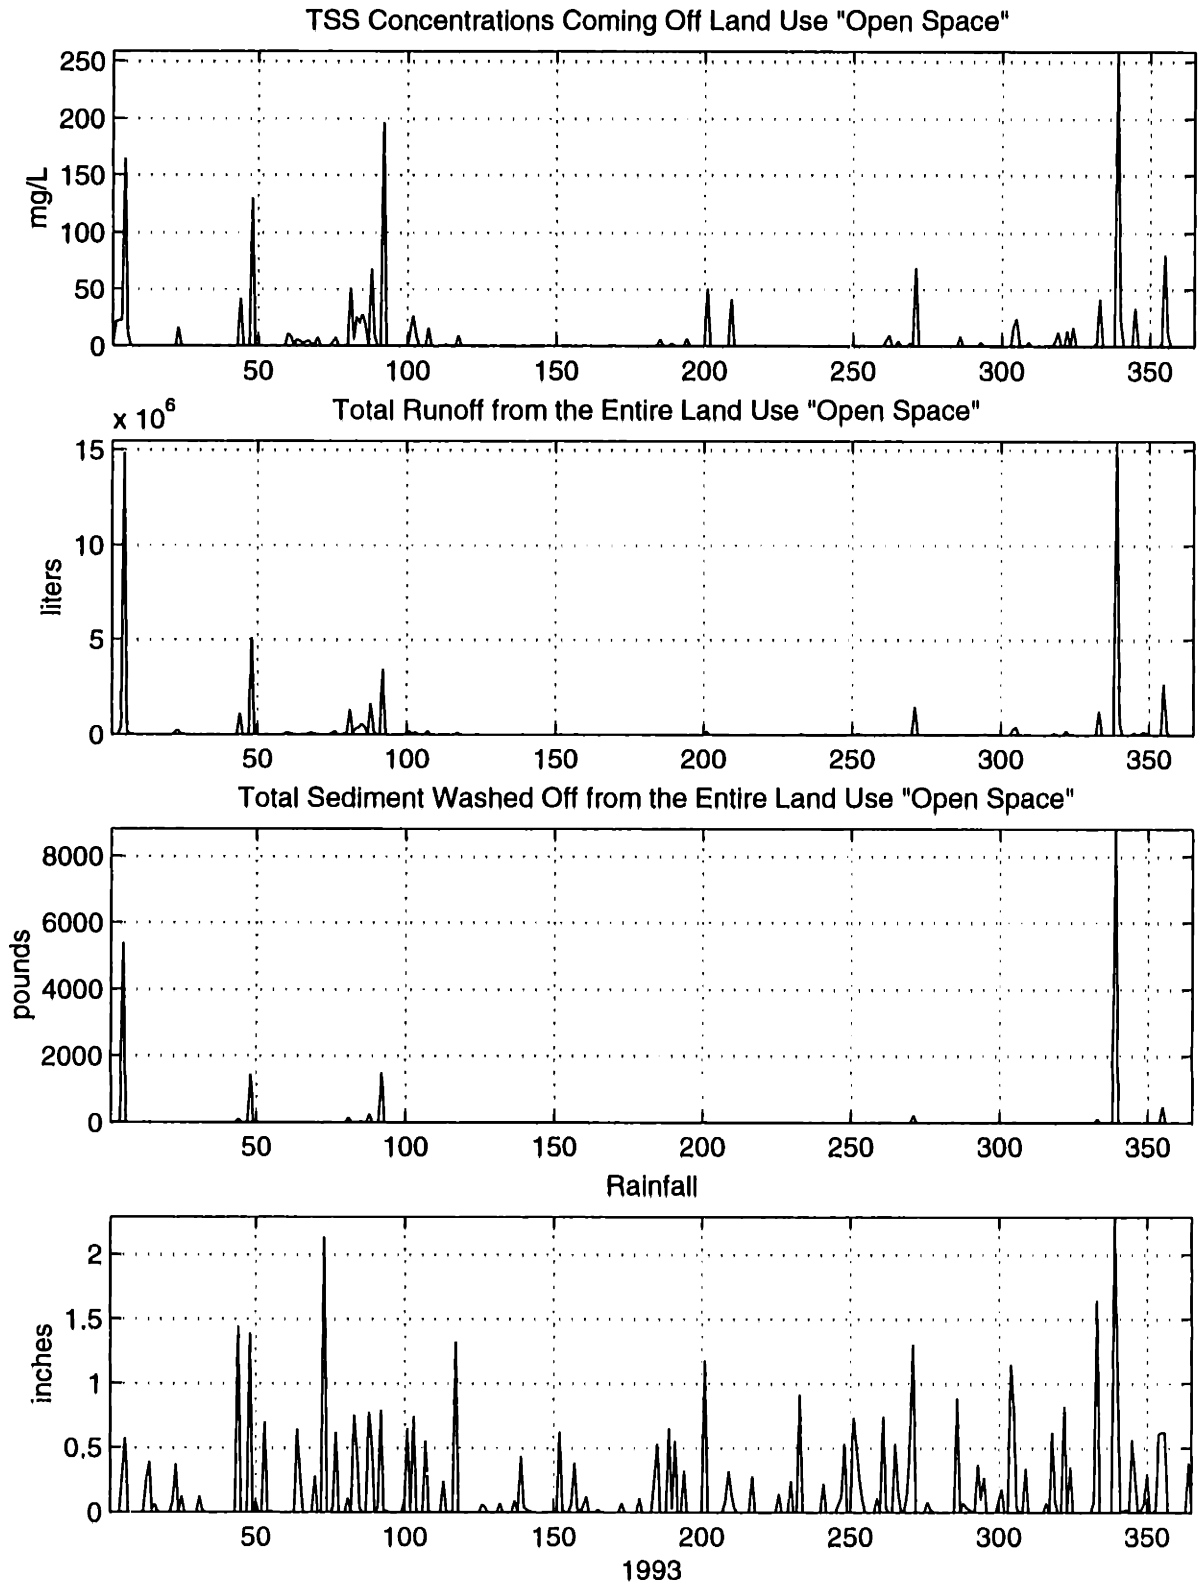 TSS Concentrations Coming Off Land Use "Open Space"
250
200
150
100
50
0
mg/L
50 100 150 200 250 300 350
x 10^6
Total Runoff from the Entire Land Use "Open Space"
15
10
5
0
liters
50 100 150 200 250 300 350
Total Sediment Washed Off from the Entire Land Use "Open Space"
8000
6000
4000
2000
0
pounds
50 100 150 200 250 300 350
Rainfall
2
1.5
1
0.5
0
inches
50 100 150 200 250 300 350
1993